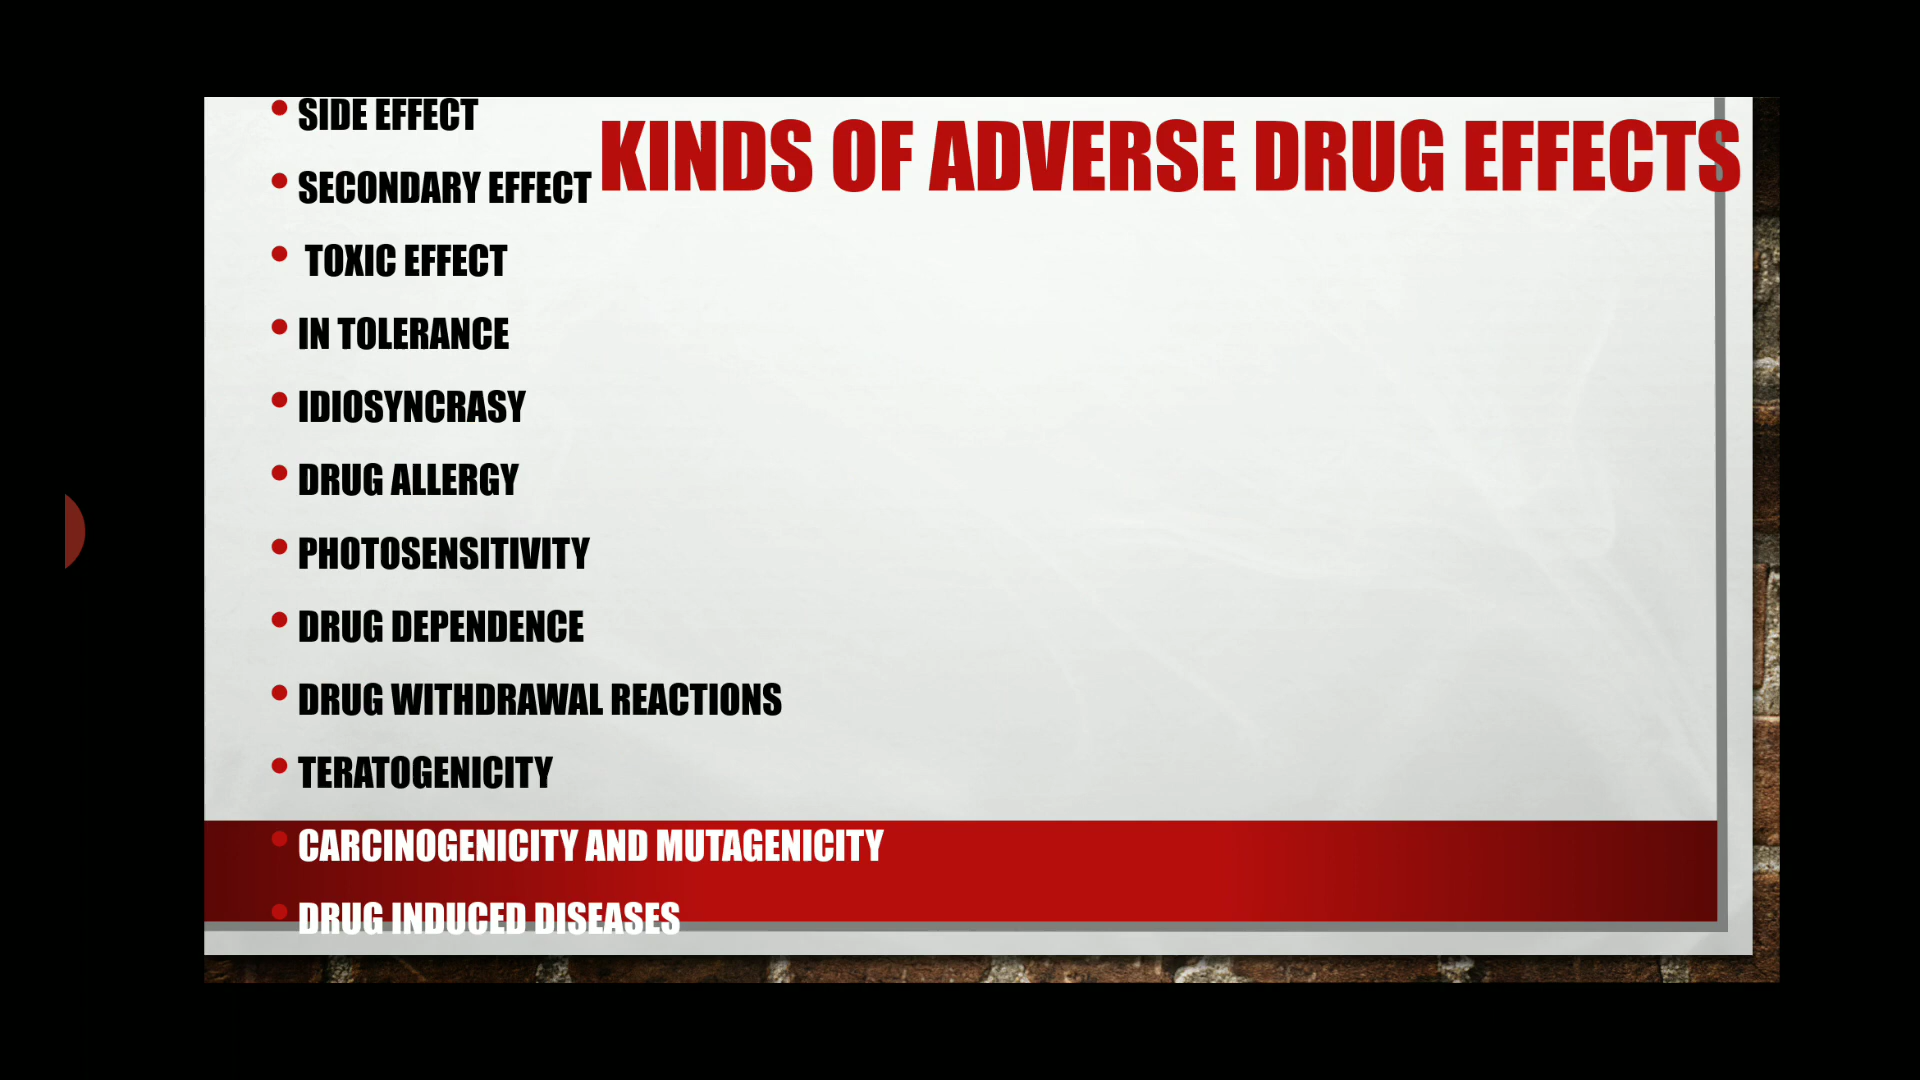 KINDS OF ADVERSE DRUG EFFECTS
• SIDE EFFECT
• SECONDARY EFFECT
• TOXIC EFFECT
• IN TOLERANCE
• IDIOSYNCRASY
• DRUG ALLERGY
• PHOTOSENSITIVITY
• DRUG DEPENDENCE
• DRUG WITHDRAWAL REACTIONS
• TERATOGENICITY
• CARCINOGENICITY AND MUTAGENICITY
• DRUG INDUCED DISEASES